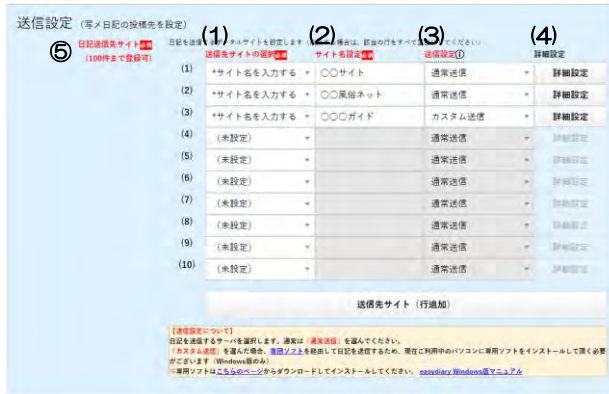 送信設定 (写メ日記の投稿先を設定)
⑤ 日記送信先サイト必須
(100件まで登録可)
(1) (2) (3) (4)
送信先サイトの選択必須 サイト名設定必須 送信設定ⓘ 詳細設定
(1) *サイト名を入力する 〇〇サイト 通常送信 詳細設定
(2) *サイト名を入力する 〇〇風俗ネット 通常送信 詳細設定
(3) *サイト名を入力する 〇〇〇ガイド カスタム送信 詳細設定
(4) (未設定) 通常送信 詳細設定
(5) (未設定) 通常送信 詳細設定
(6) (未設定) 通常送信 詳細設定
(7) (未設定) 通常送信 詳細設定
(8) (未設定) 通常送信 詳細設定
(9) (未設定) 通常送信 詳細設定
(10) (未設定) 通常送信 詳細設定
送信先サイト (行追加)
【送信設定について】
日記を送信するサーバを選択します。通常は「通常送信」を選んでください。
「カスタム送信」を選んだ場合、専用ソフトを経由して日記を送信するため、現在ご利用中のパソコンに専用ソフトをインストールして頂く必要
がございます (Windows版のみ)
※専用ソフトはこちらのページからダウンロードしてインストールしてください。 easydiary Windows版マニュアル